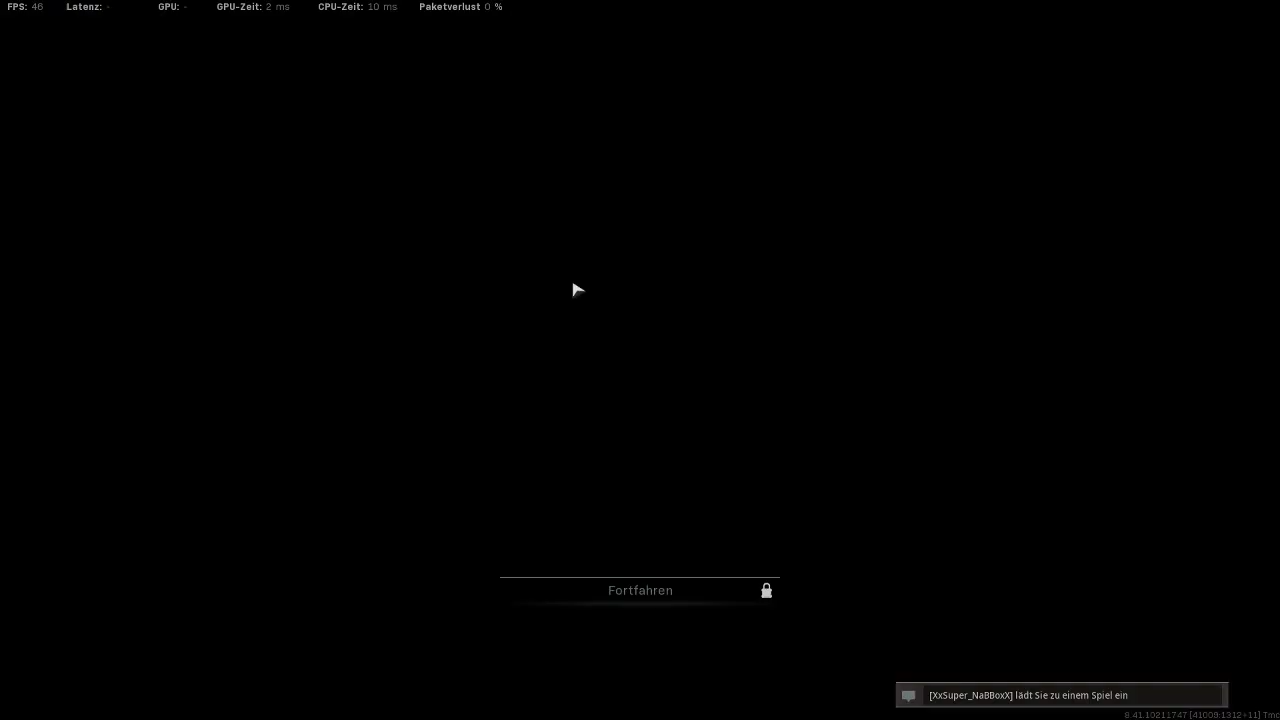 FPS: 46 Latenz: - GPU: - GPU-Zeit: 2 ms CPU-Zeit: 10 ms Paketverlust 0 %
Fortfahren
[XxSuper_NaBBoxX] lädt Sie zu einem Spiel ein